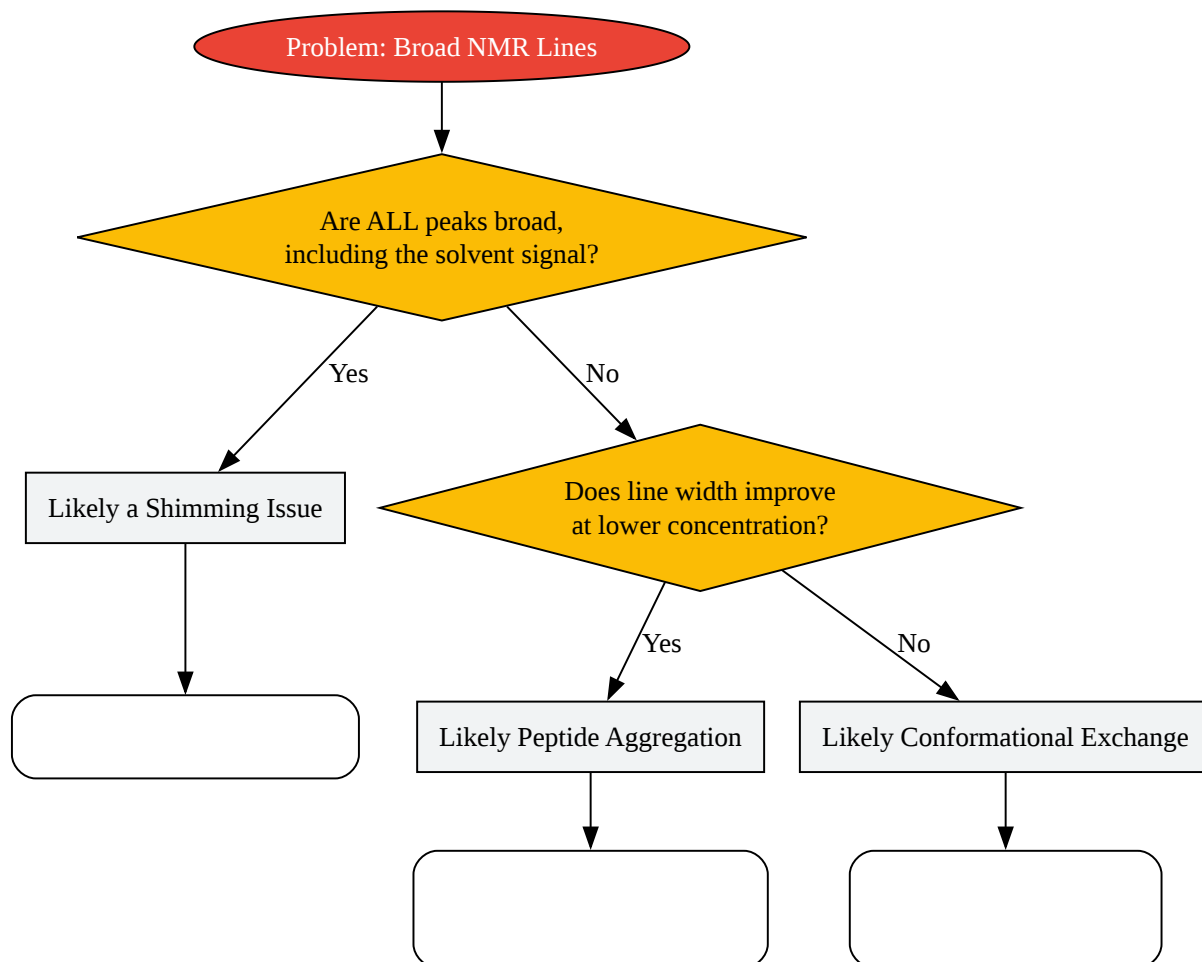 Problem: Broad NMR Lines
Are ALL peaks broad,
including the solvent signal?
Yes
No
Likely a Shimming Issue
Does line width improve
at lower concentration?
Yes
No
Likely Peptide Aggregation
Likely Conformational Exchange